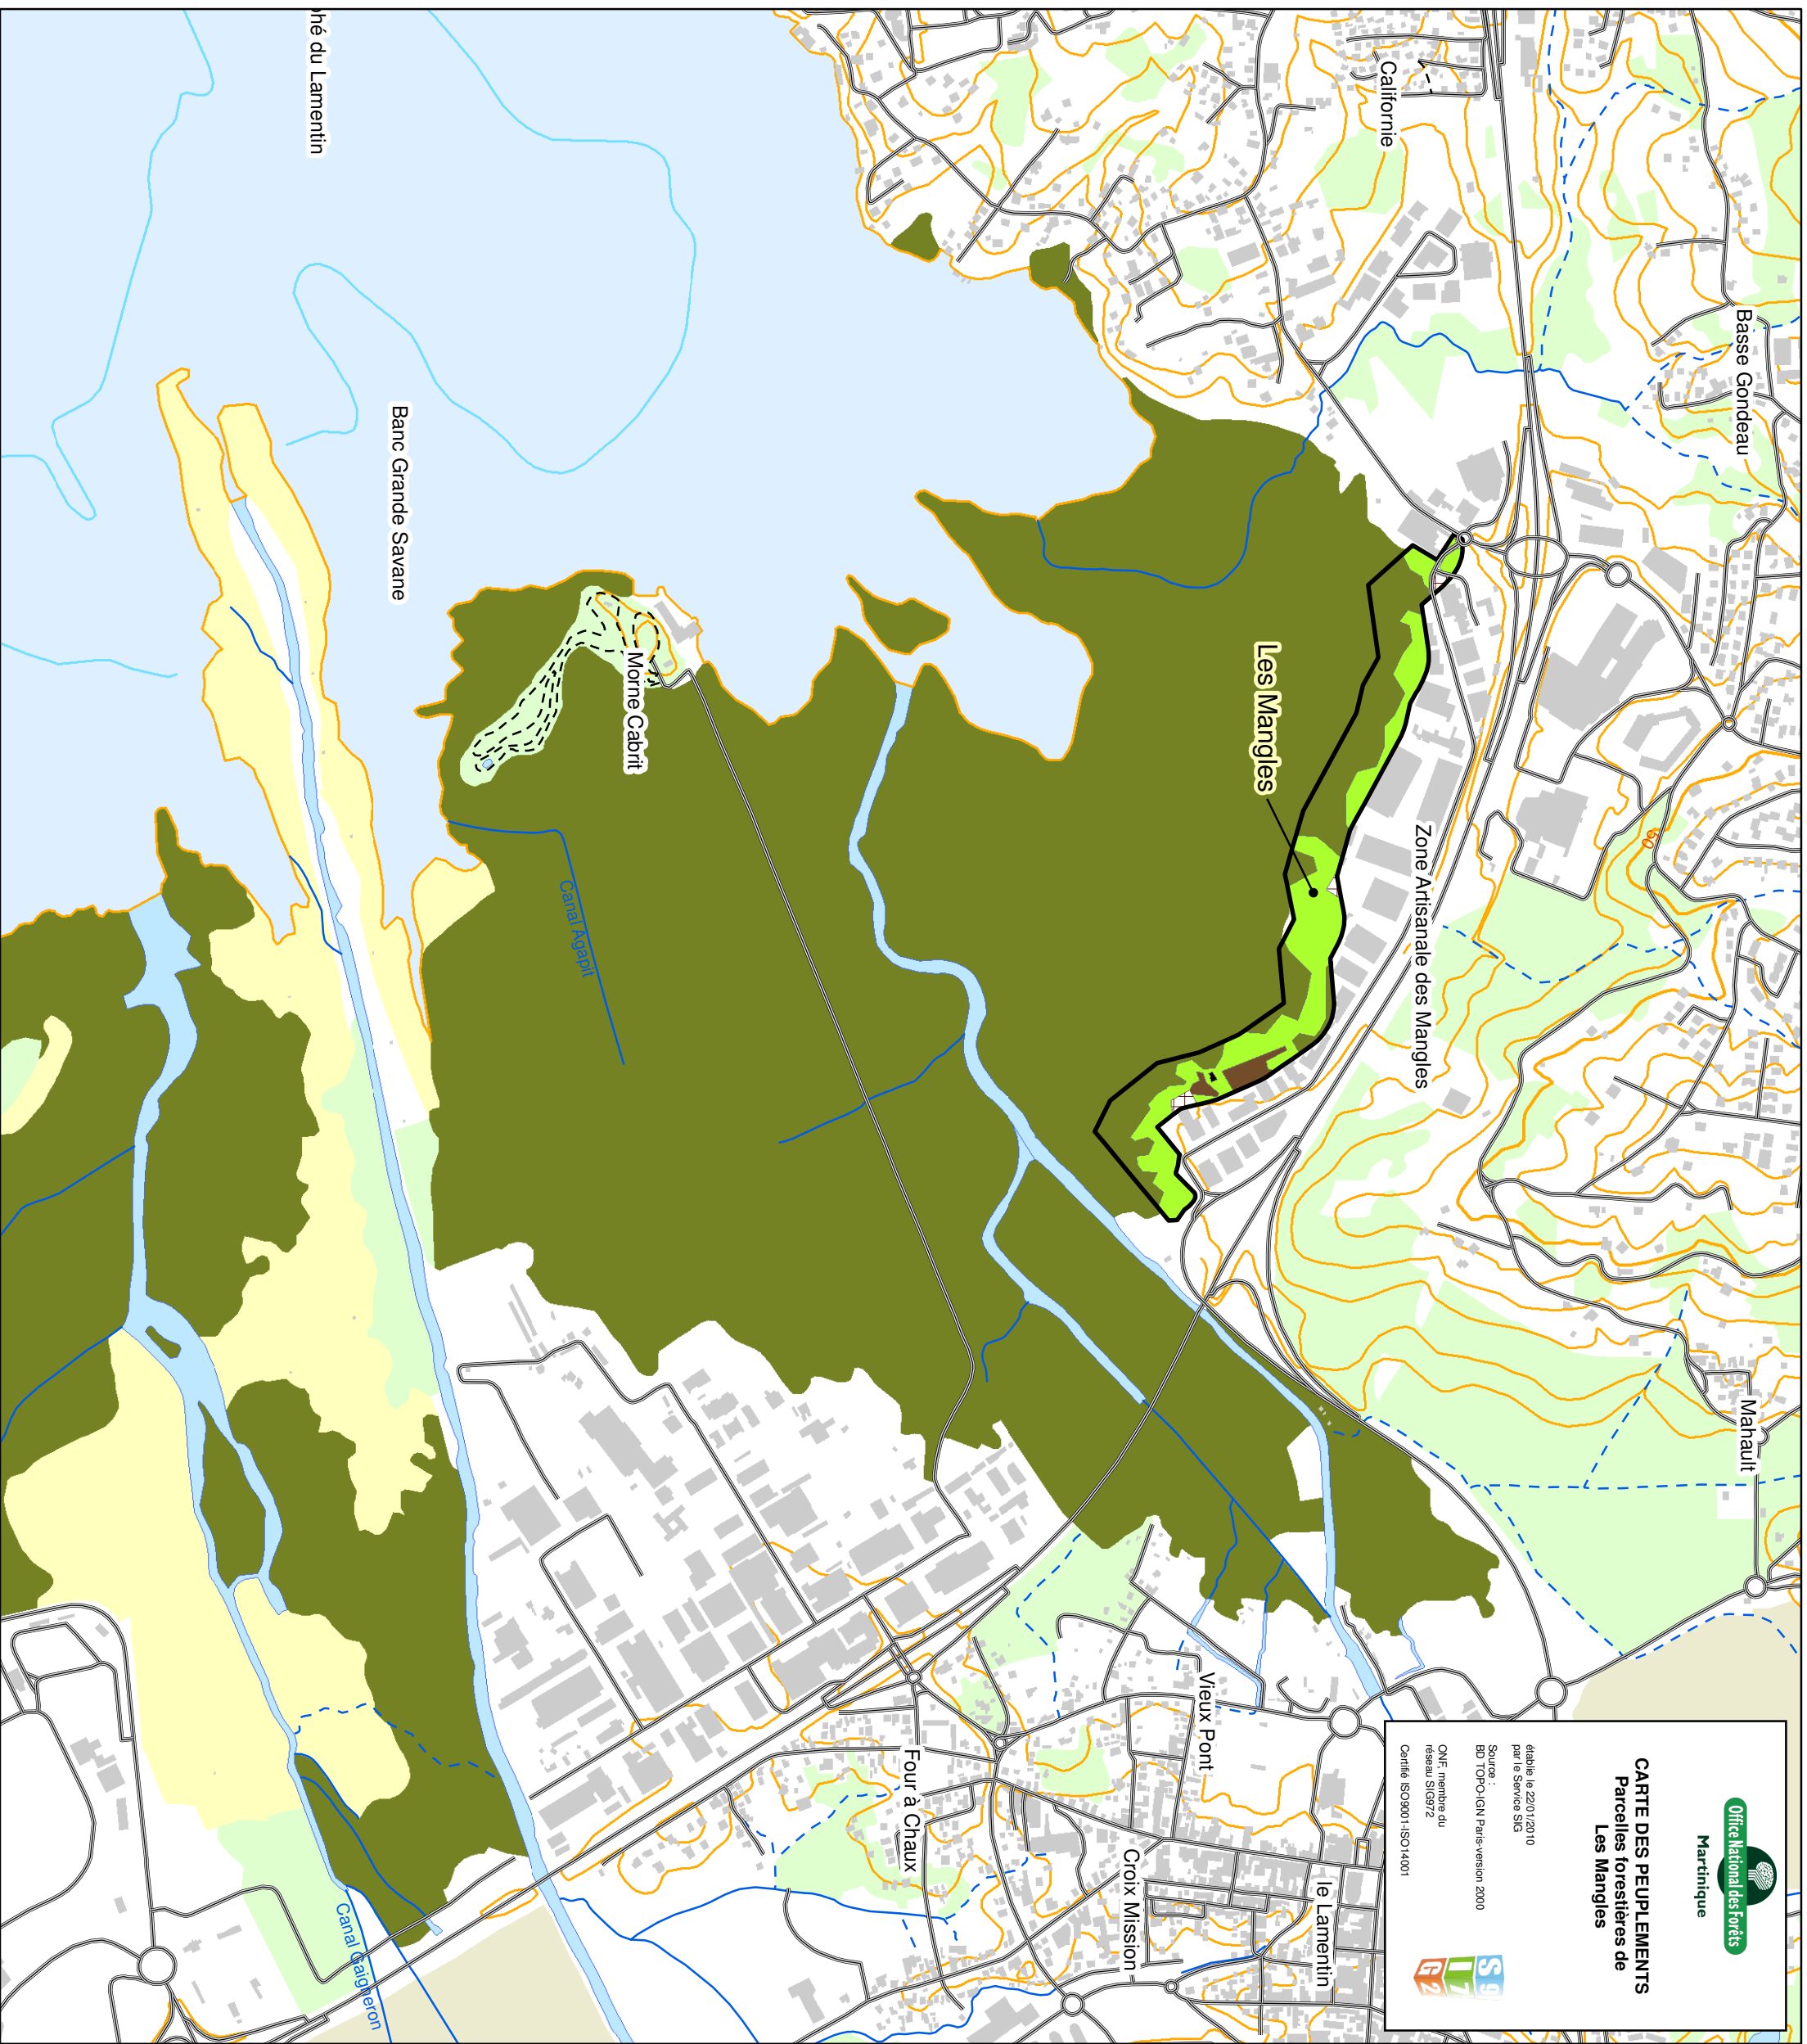 Office National des Forêts
Martinique
CARTE DES PEUPLEMENTS
Parcelles forestières de
Les Mangles
établie le 22/01/2010
par le Service SIG
Source :
BD TOPO-IGN Paris-version 2000
ONF, membre du
réseau SIG972
Certifié ISO9001-ISO14001
Basse Gondeau
Mahault
Californie
50
Zone Artisanale des Mangles
Les Mangles
le Lamentin
Vieux Pont
Croix Mission
Four à Chaux
Morne Cabrit
Canal Agapit
Banc Grande Savane
hé du Lamentin
Canal Gaigneron